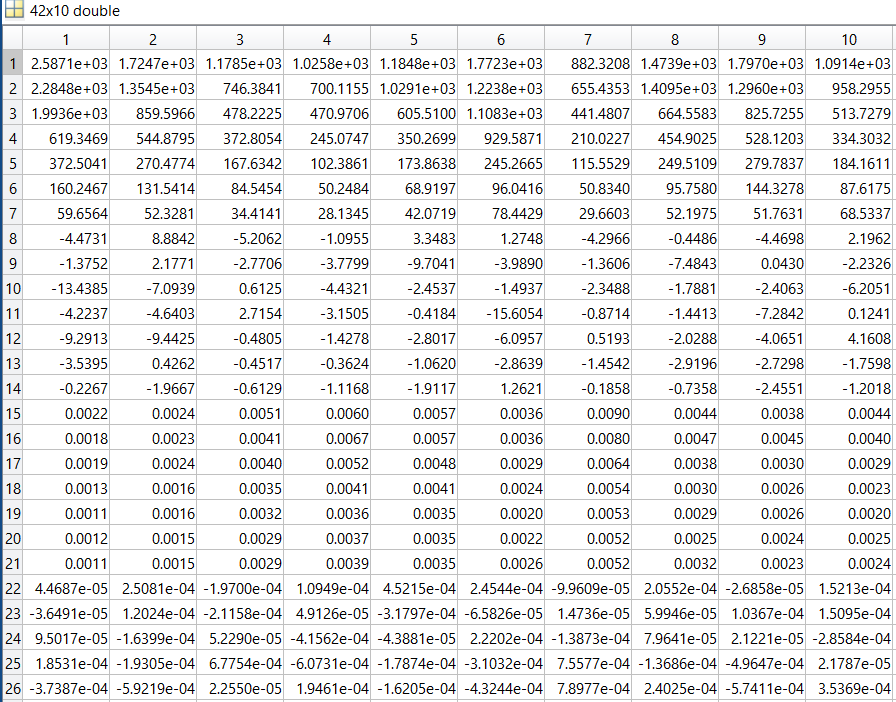 42x10 double
1 2 3 4 5 6 7 8 9 10
1 2.5871e+03 1.7247e+03 1.1785e+03 1.0258e+03 1.1848e+03 1.7723e+03 882.3208 1.4739e+03 1.7970e+03 1.0914e+03
2 2.2848e+03 1.3545e+03 746.3841 700.1155 1.0291e+03 1.2238e+03 655.4353 1.4095e+03 1.2960e+03 958.2955
3 1.9936e+03 859.5966 478.2225 470.9706 605.5100 1.1083e+03 441.4807 664.5583 825.7255 513.7279
4 619.3469 544.8795 372.8054 245.0747 350.2699 929.5871 210.0227 454.9025 528.1203 334.3032
5 372.5041 270.4774 167.6342 102.3861 173.8638 245.2665 115.5529 249.5109 279.7837 184.1611
6 160.2467 131.5414 84.5454 50.2484 68.9197 96.0416 50.8340 95.7580 144.3278 87.6175
7 59.6564 52.3281 34.4141 28.1345 42.0719 78.4429 29.6603 52.1975 51.7631 68.5337
8 -4.4731 8.8842 -5.2062 -1.0955 3.3483 1.2748 -4.2966 -0.4486 -4.4698 2.1962
9 -1.3752 2.1771 -2.7706 -3.7799 -9.7041 -3.9890 -1.3606 -7.4843 0.0430 -2.2326
10 -13.4385 -7.0939 0.6125 -4.4321 -2.4537 -1.4937 -2.3488 -1.7881 -2.4063 -6.2051
11 -4.2237 -4.6403 2.7154 -3.1505 -0.4184 -15.6054 -0.8714 -1.4413 -7.2842 0.1241
12 -9.2913 -9.4425 -0.4805 -1.4278 -2.8017 -6.0957 0.5193 -2.0288 -4.0651 4.1608
13 -3.5395 0.4262 -0.4517 -0.3624 -1.0620 -2.8639 -1.4542 -2.9196 -2.7298 -1.7598
14 -0.2267 -1.9667 -0.6129 -1.1168 -1.9117 1.2621 -0.1858 -0.7358 -2.4551 -1.2018
15 0.0022 0.0024 0.0051 0.0060 0.0057 0.0036 0.0090 0.0044 0.0038 0.0044
16 0.0018 0.0023 0.0041 0.0067 0.0057 0.0036 0.0080 0.0047 0.0045 0.0040
17 0.0019 0.0024 0.0040 0.0052 0.0048 0.0029 0.0064 0.0038 0.0030 0.0029
18 0.0013 0.0016 0.0035 0.0041 0.0041 0.0024 0.0054 0.0030 0.0026 0.0023
19 0.0011 0.0016 0.0032 0.0036 0.0035 0.0020 0.0053 0.0029 0.0026 0.0020
20 0.0012 0.0015 0.0029 0.0037 0.0035 0.0022 0.0052 0.0025 0.0024 0.0025
21 0.0011 0.0015 0.0029 0.0039 0.0035 0.0026 0.0052 0.0032 0.0023 0.0024
22 4.4687e-05 2.5081e-04 -1.9700e-04 1.0949e-04 4.5215e-04 2.4544e-04 -9.9609e-05 2.0552e-04 -2.6858e-05 1.5213e-04
23 -3.6491e-05 1.2024e-04 -2.1158e-04 4.9126e-05 -3.1797e-04 -6.5826e-05 1.4736e-05 5.9946e-05 1.0367e-04 1.5095e-04
24 9.5017e-05 -1.6399e-04 5.2290e-05 -4.1562e-04 -4.3881e-05 2.2202e-04 -1.3873e-04 7.9641e-05 2.1221e-05 -2.8584e-04
25 1.8531e-04 -1.9305e-04 6.7754e-04 -6.0731e-04 -1.7874e-04 -3.1032e-04 7.5577e-04 -1.3686e-04 -4.9647e-04 2.1787e-05
26 -3.7387e-04 -5.9219e-04 2.2550e-05 1.9461e-04 -1.6205e-04 -4.3244e-04 7.8977e-04 2.4025e-04 -5.7411e-04 3.5369e-04